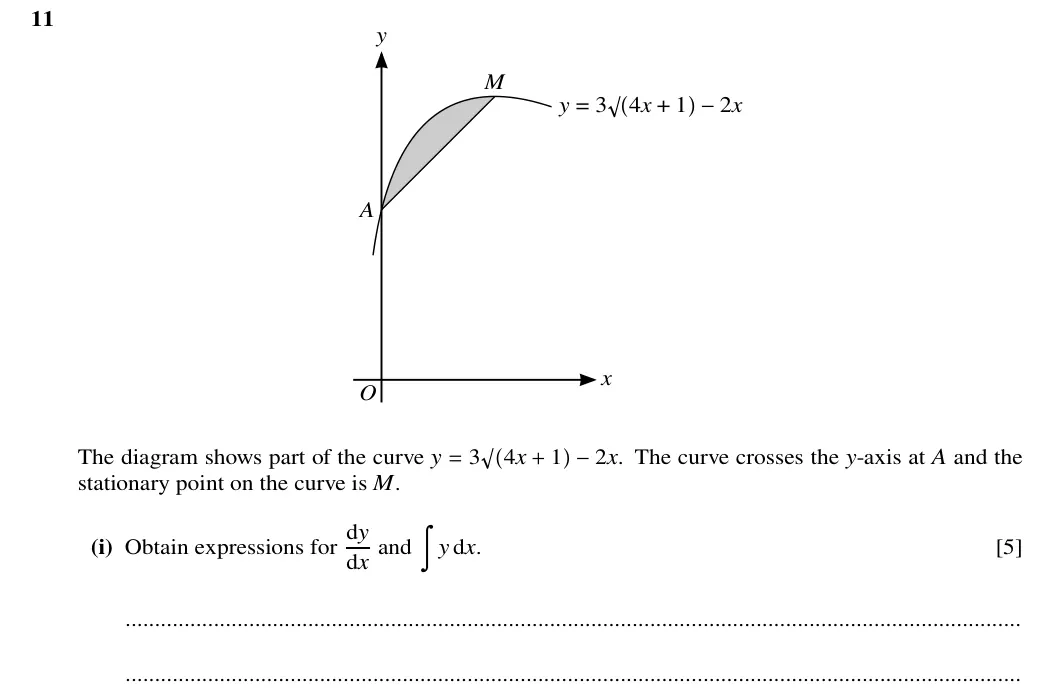 11
y
M
y = 3√(4x + 1) − 2x
A
O
x
The diagram shows part of the curve y = 3√(4x + 1) − 2x. The curve crosses the y-axis at A and the
stationary point on the curve is M.
(i) Obtain expressions for dy/dx and ∫ y dx. [5]